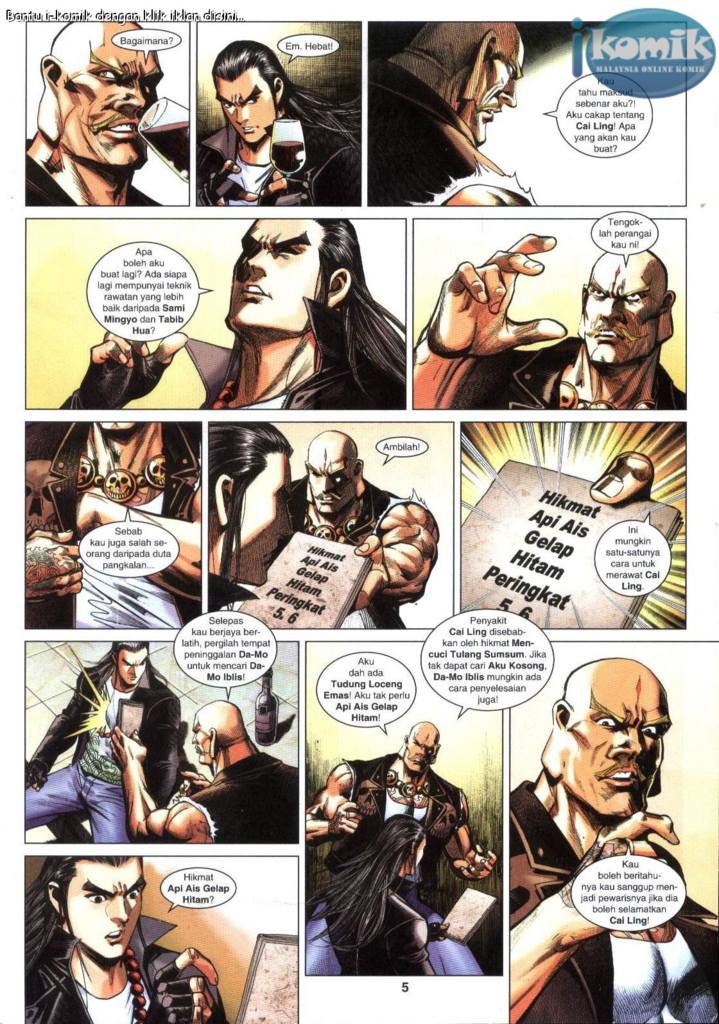 Bantu i-komik dengan klik iklan disini...
ikomik
MALAYSIA ONLINE KOMIK
Bagaimana?
Em. Hebat!
Kau
tahu maksud
sebenar aku?!
Aku cakap tentang
Cai Ling! Apa
yang akan kau
buat?
Apa
boleh aku
buat lagi? Ada siapa
lagi mempunyai teknik
rawatan yang lebih
baik daripada Sami
Mingyo dan Tabib
Hua?
Tengok-
lah perangai
kau ni!
Sebab
kau juga salah se-
orang daripada duta
pangkalan...
Ambilah!
Hikmat
Api Ais
Gelap
Hitam
Peringkat
5, 6
Hikmat
Api Ais
Gelap
Hitam
Peringkat
5, 6
Ini
mungkin
satu-satunya
cara untuk
merawat Cai
Ling.
Selepas
kau berjaya ber-
latih, pergilah tempat
peninggalan Da-Mo
untuk mencari Da-
Mo Iblis!
Hikmat
Api Ais Gelap
Hitam?
Aku
dah ada
Tudung Loceng
Emas! Aku tak perlu
Api Ais Gelap
Hitam!
Penyakit
Cai Ling disebab-
kan oleh hikmat Men-
cuci Tulang Sumsum. Jika
tak dapat cari Aku Kosong,
Da-Mo Iblis mungkin ada
cara penyelesaian
juga!
Kau
boleh beritahu-
nya kau sanggup men-
jadi pewarisnya jika dia
boleh selamatkan
Cai Ling!
5